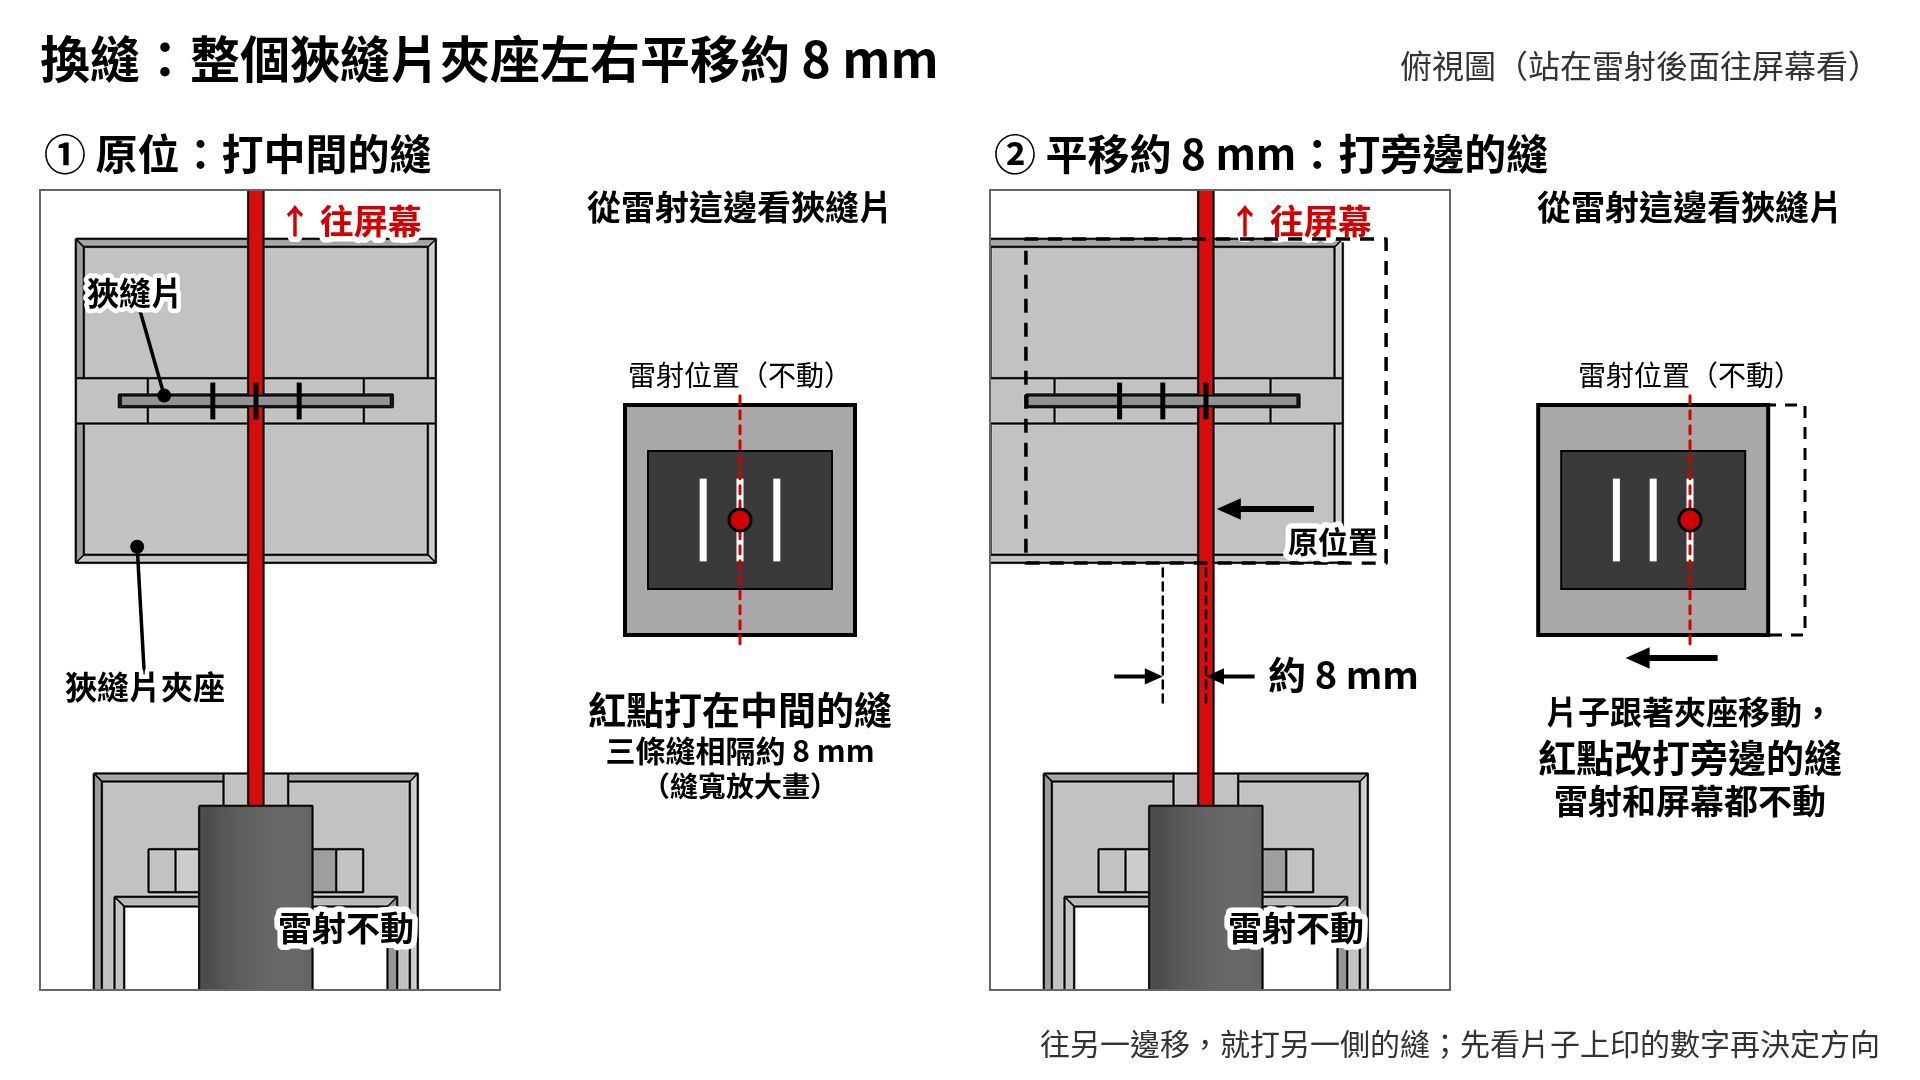 換縫：整個狹縫片夾座左右平移約 8 mm
俯視圖（站在雷射後面往屏幕看）
① 原位：打中間的縫
↑ 往屏幕
狹縫片
狹縫片夾座
雷射不動
從雷射這邊看狹縫片
雷射位置（不動）
紅點打在中間的縫
三條縫相隔約 8 mm
（縫寬放大畫）
② 平移約 8 mm：打旁邊的縫
↑ 往屏幕
原位置
約 8 mm
雷射不動
從雷射這邊看狹縫片
雷射位置（不動）
片子跟著夾座移動，
紅點改打旁邊的縫
雷射和屏幕都不動
往另一邊移，就打另一側的縫；先看片子上印的數字再決定方向